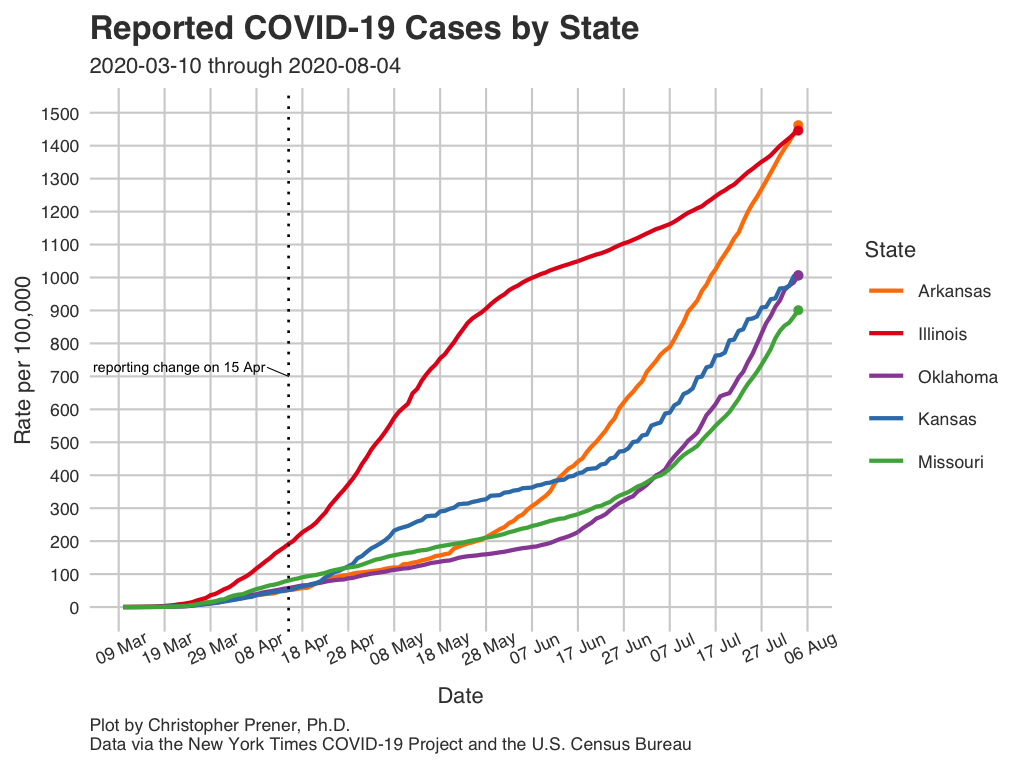 Reported COVID-19 Cases by State
2020-03-10 through 2020-08-04
Rate per 100,000
1500
1400
1300
1200
1100
1000
900
800
700
600
500
400
300
200
100
0
reporting change on 15 Apr
09 Mar
19 Mar
29 Mar
08 Apr
18 Apr
28 Apr
08 May
18 May
28 May
07 Jun
17 Jun
27 Jun
07 Jul
17 Jul
27 Jul
06 Aug
Date
State
Arkansas
Illinois
Oklahoma
Kansas
Missouri
Plot by Christopher Prener, Ph.D.
Data via the New York Times COVID-19 Project and the U.S. Census Bureau